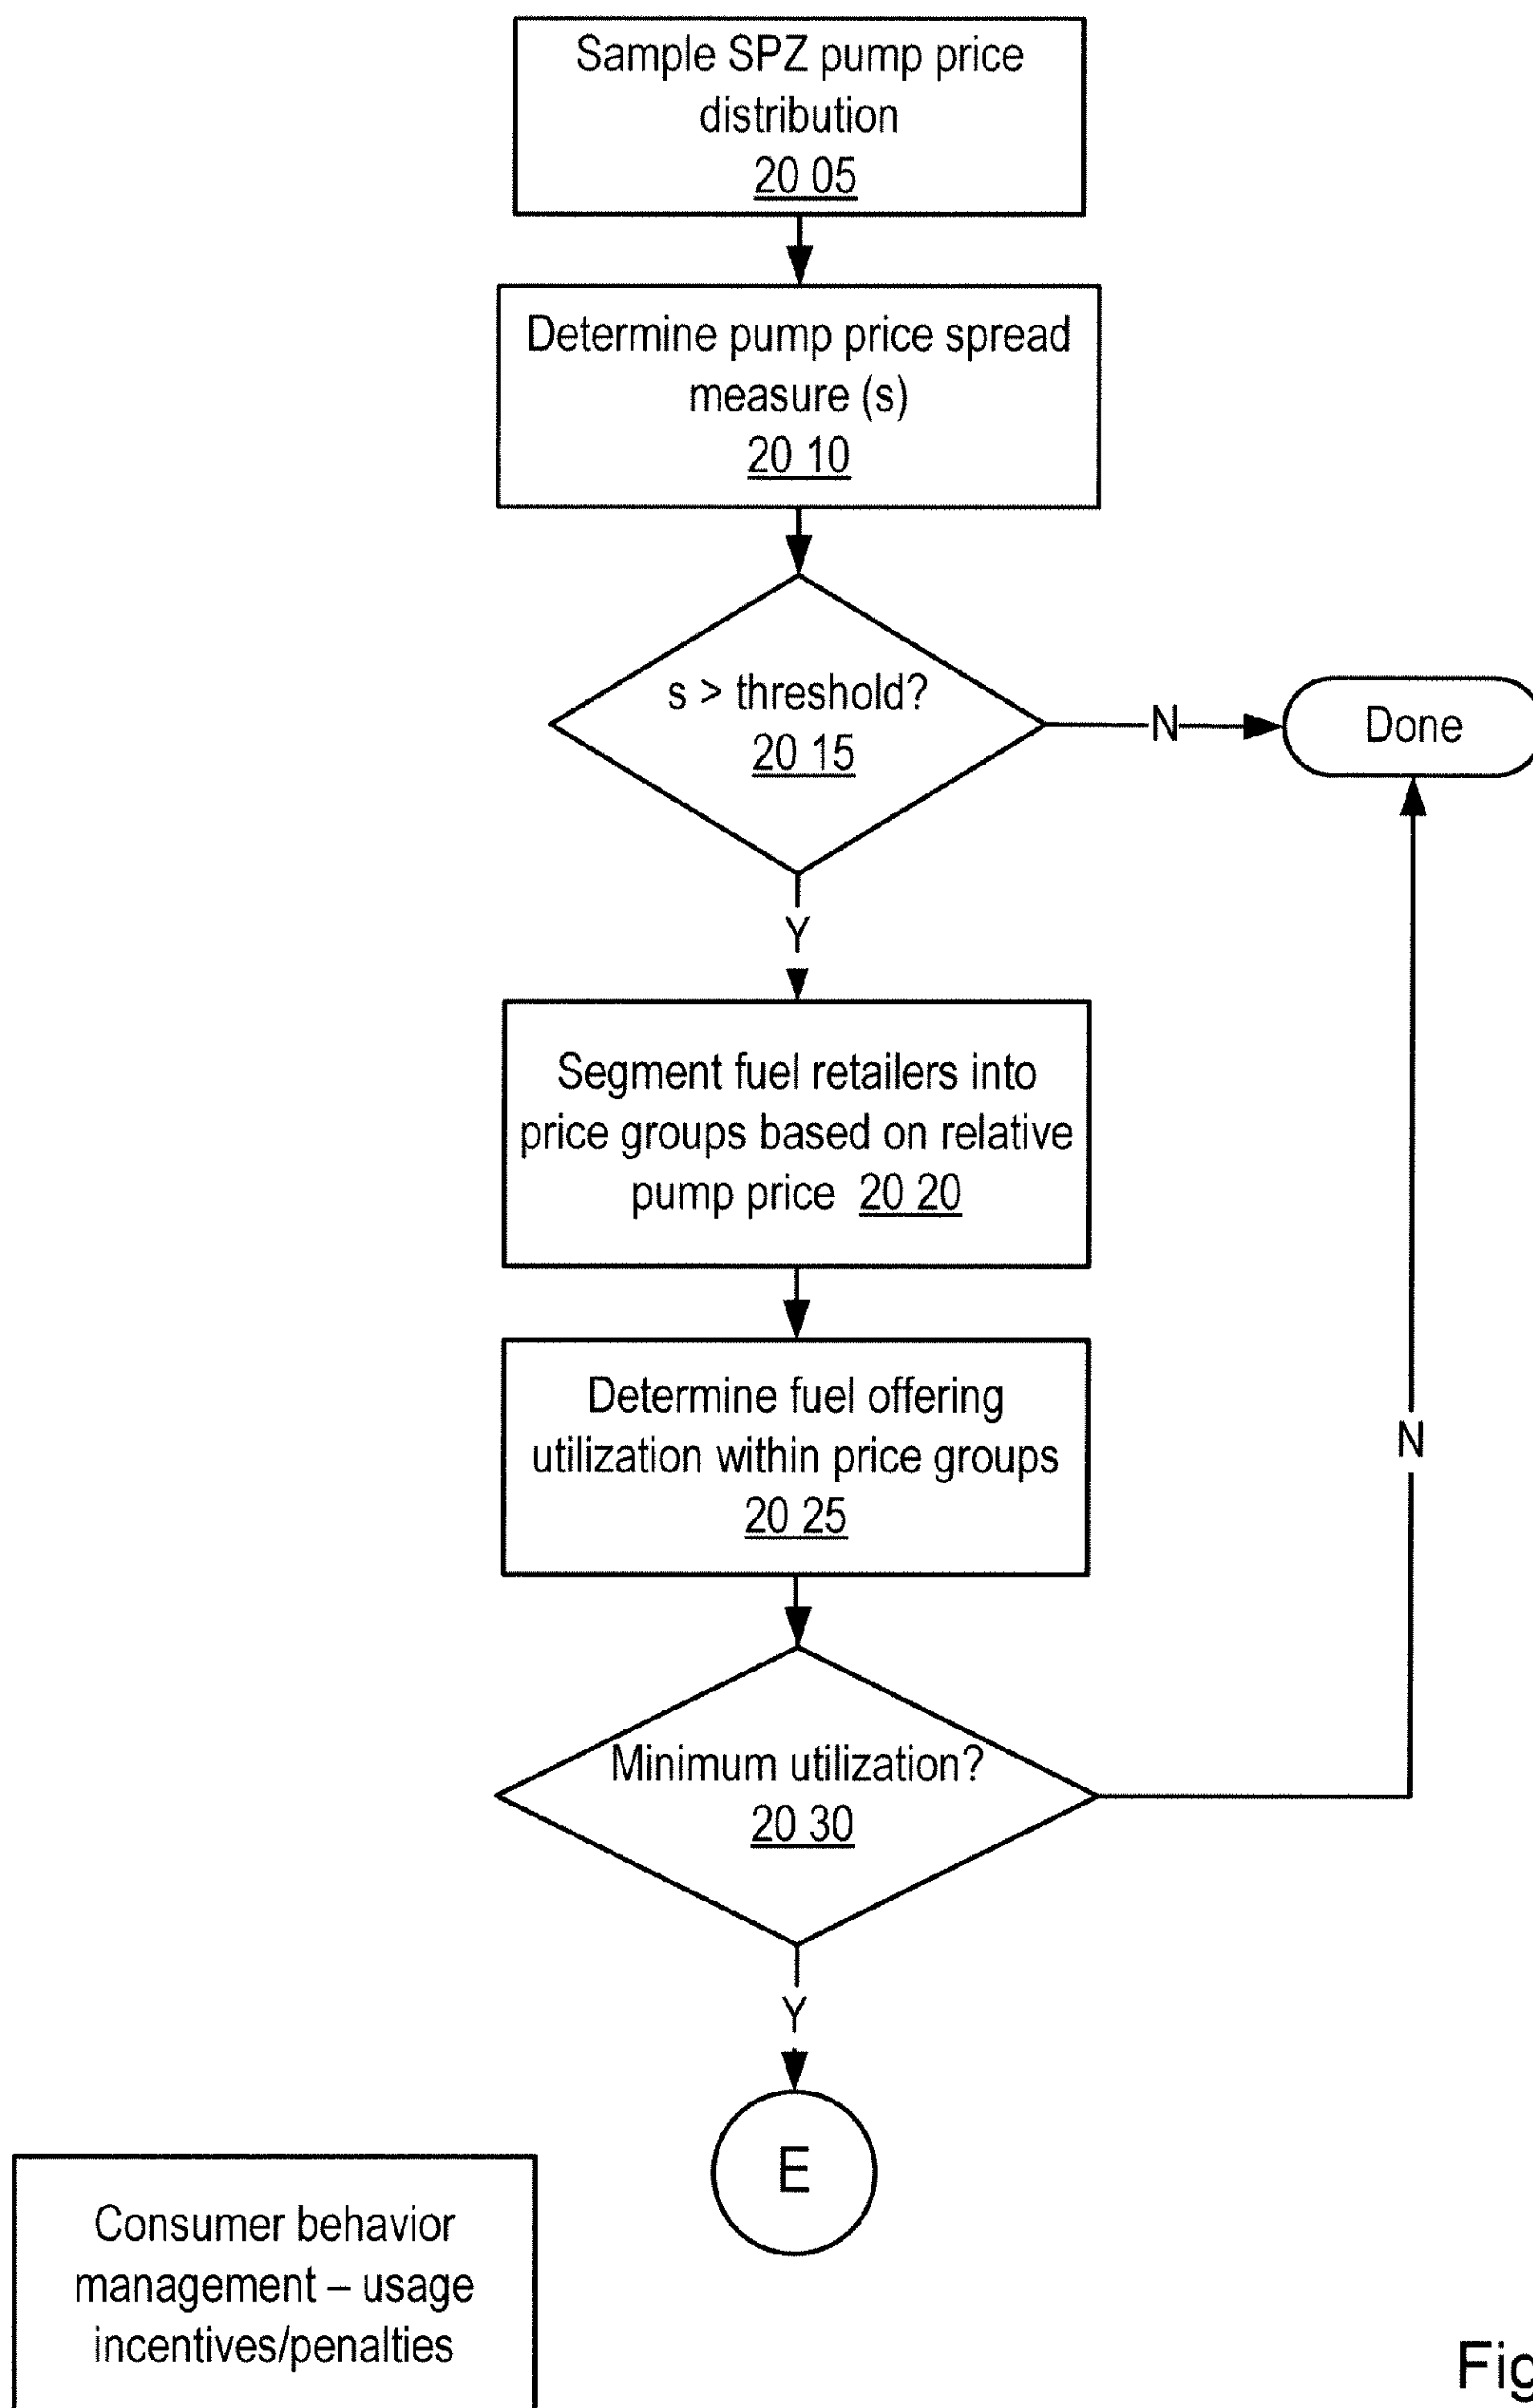 Sample SPZ pump price
distribution
20 05
Determine pump price spread
measure (s)
20 10
s > threshold?
20 15
N
Done
Y
Segment fuel retailers into
price groups based on relative
pump price 20 20
Determine fuel offering
utilization within price groups
20 25
N
Minimum utilization?
20 30
Y
E
Consumer behavior
management – usage
incentives/penalties
Fig